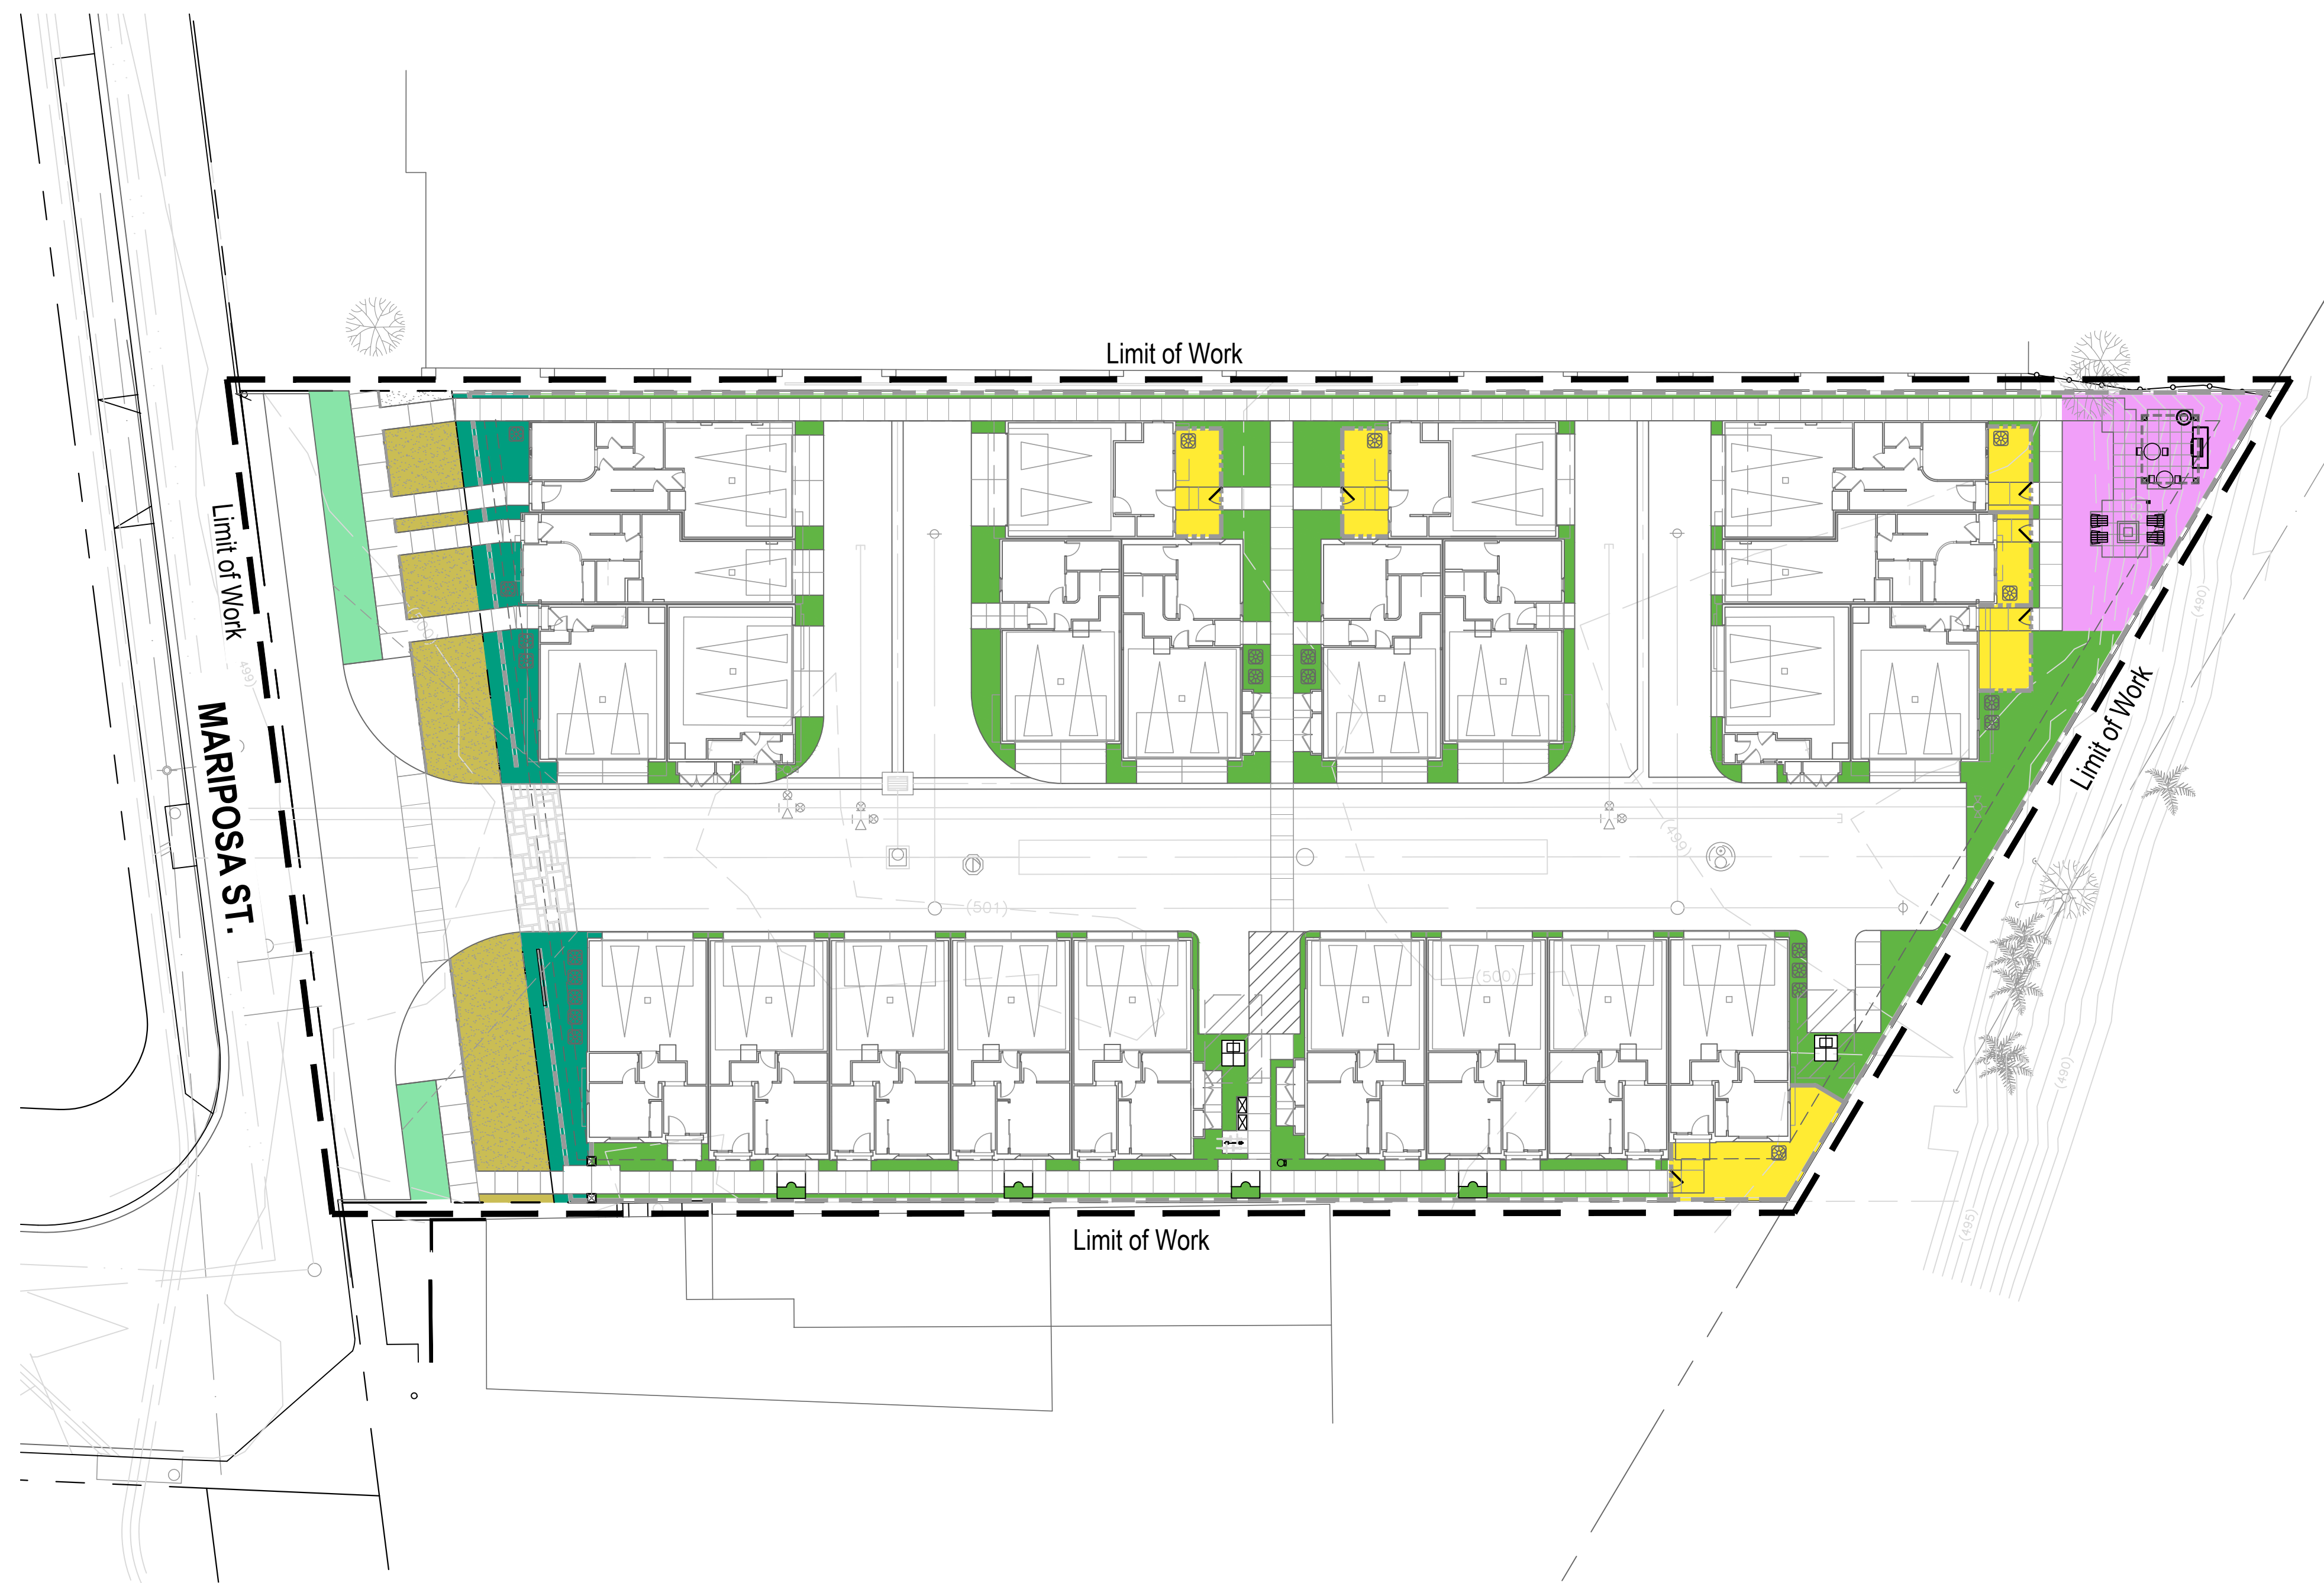 Limit of Work
Limit of Work
MARIPOSA ST.
499)
(490)
Limit of Work
(499)
(501)
(500)
(490)
(495)
Limit of Work